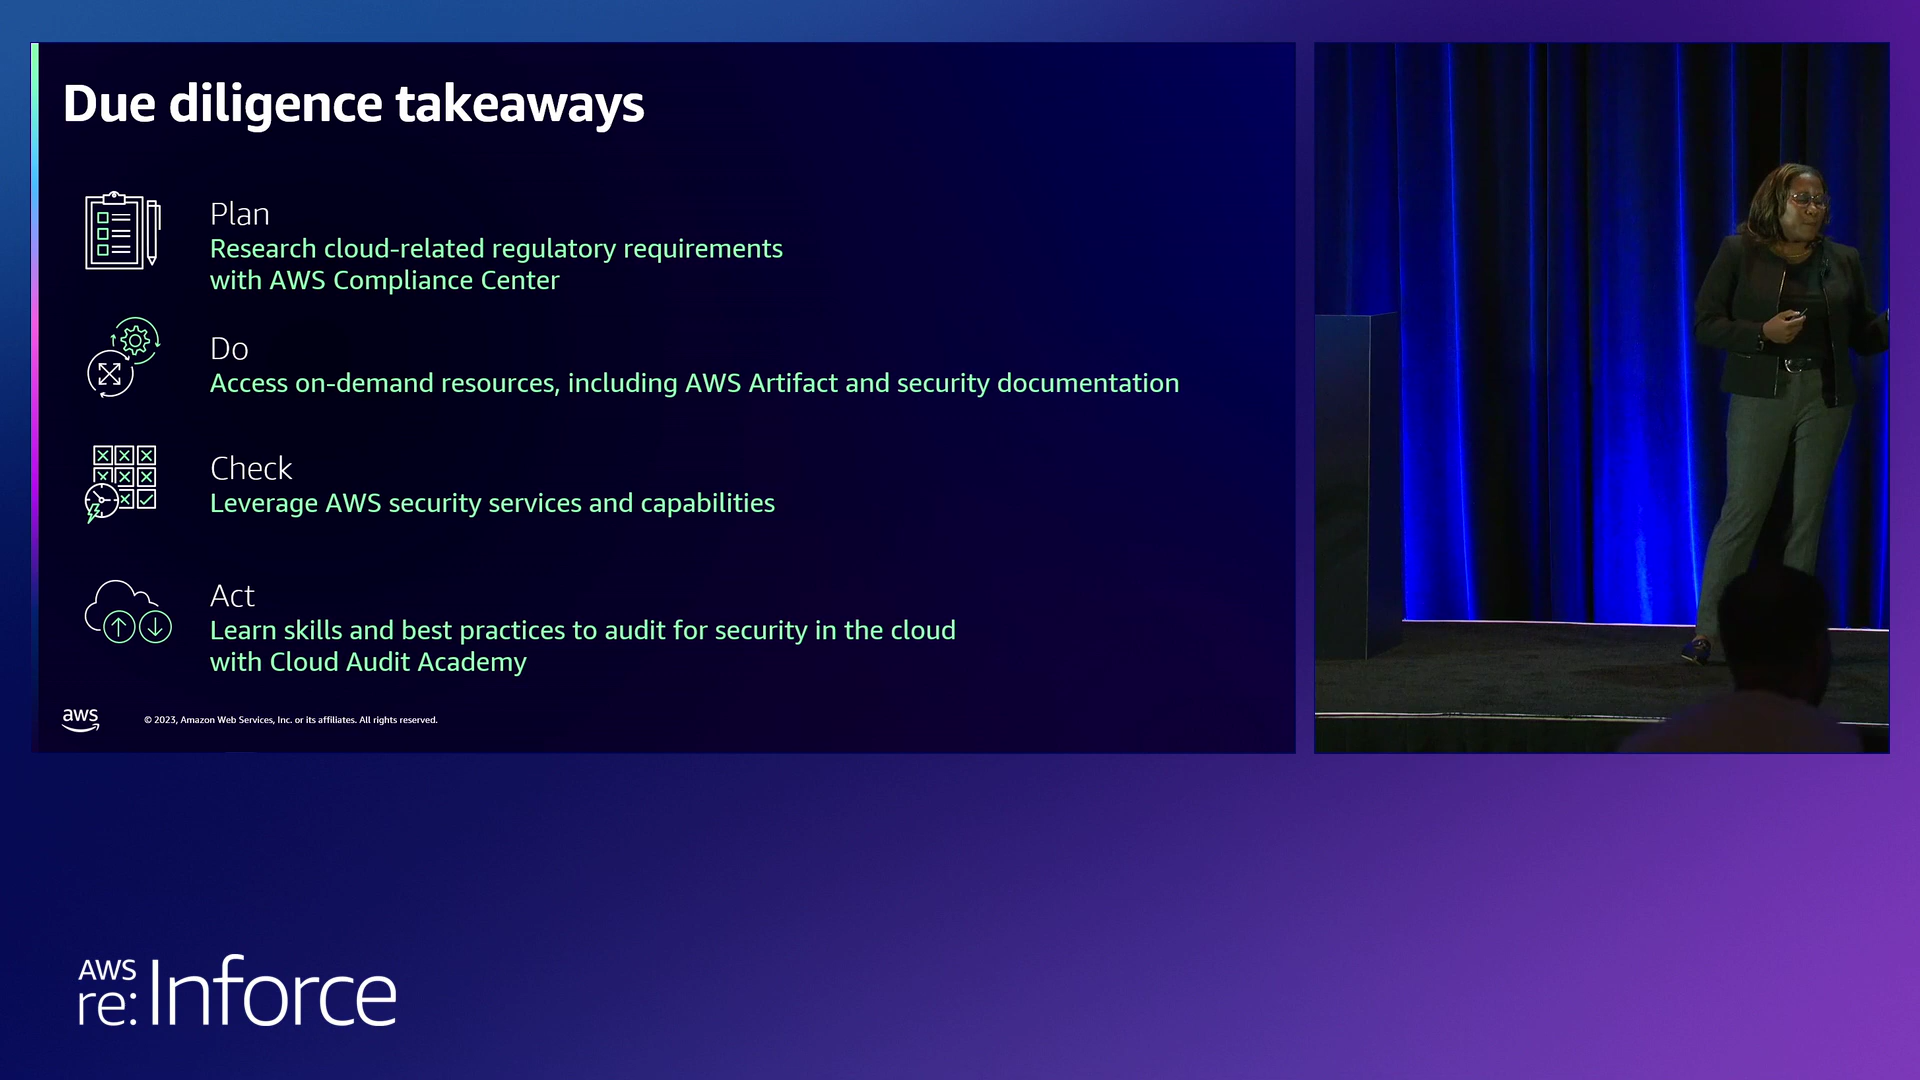 Due diligence takeaways
Plan
Research cloud-related regulatory requirements
with AWS Compliance Center
Do
Access on-demand resources, including AWS Artifact and security documentation
Check
Leverage AWS security services and capabilities
Act
Learn skills and best practices to audit for security in the cloud
with Cloud Audit Academy
aws
© 2023, Amazon Web Services, Inc. or its affiliates. All rights reserved.
AWS
re:Inforce